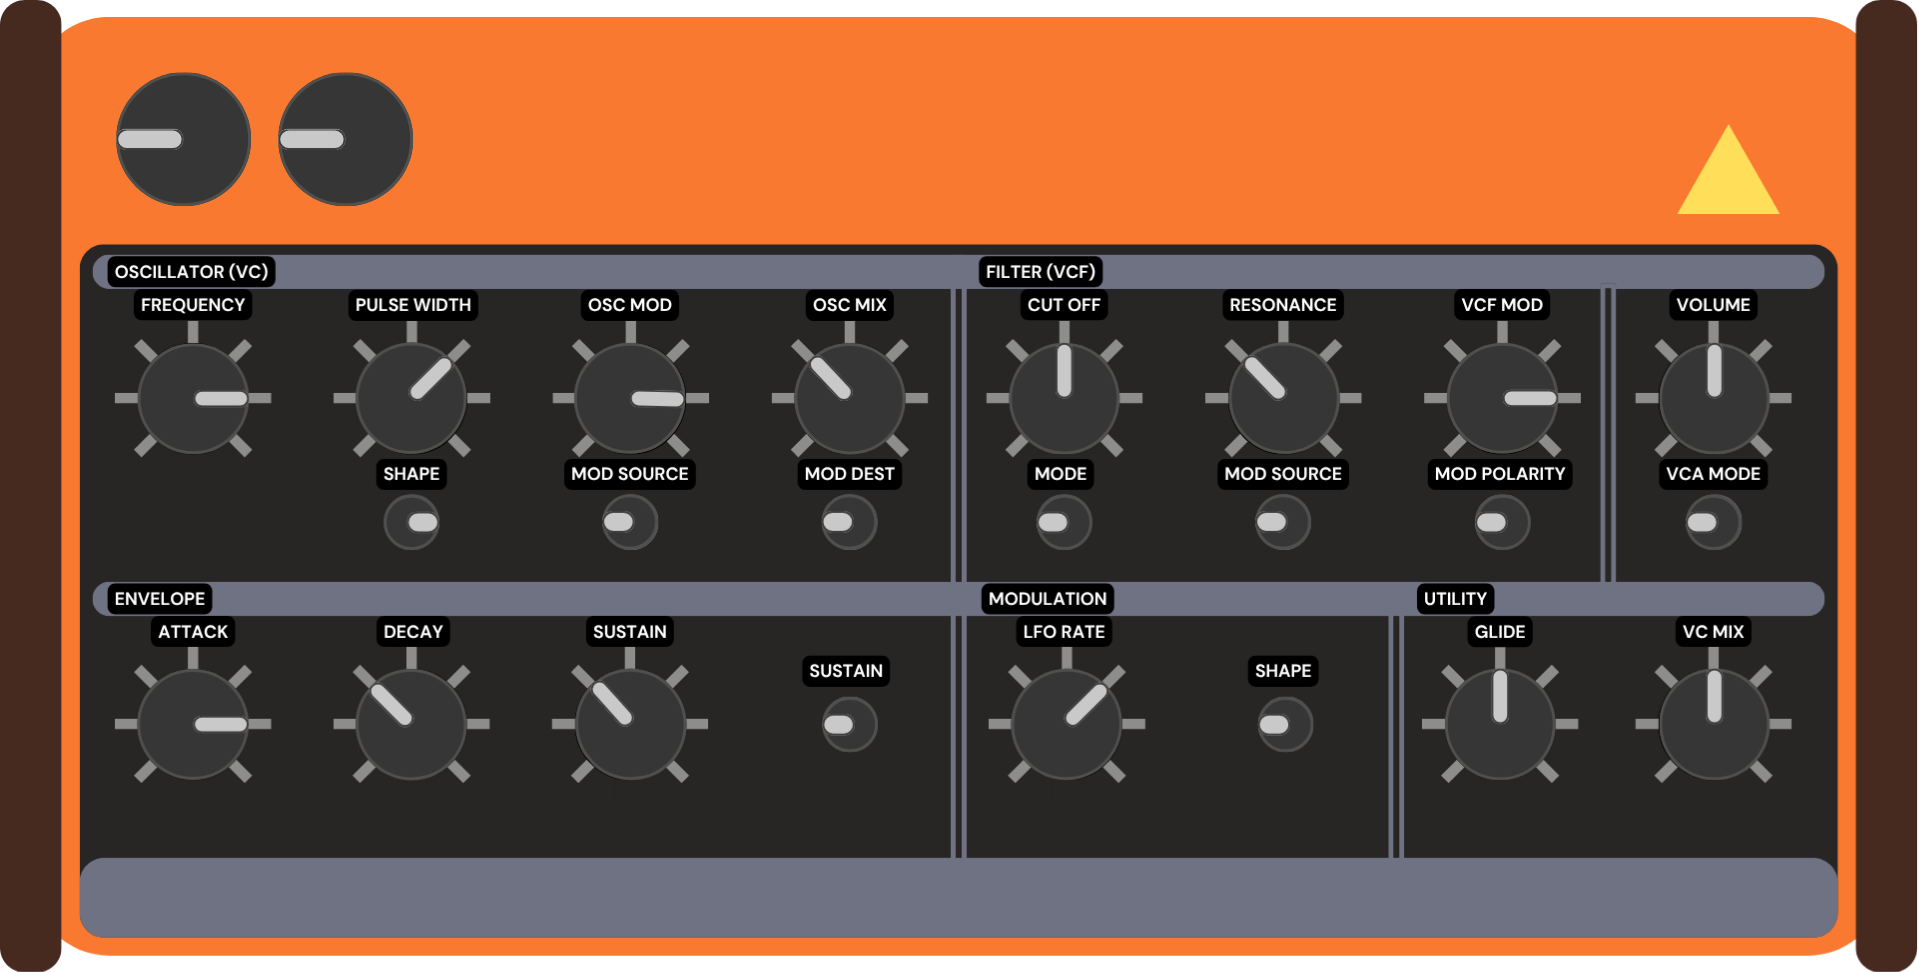 OSCILLATOR (VC)
FILTER (VCF)
FREQUENCY
PULSE WIDTH
OSC MOD
OSC MIX
CUT OFF
RESONANCE
VCF MOD
VOLUME
SHAPE
MOD SOURCE
MOD DEST
MODE
MOD SOURCE
MOD POLARITY
VCA MODE
ENVELOPE
MODULATION
UTILITY
ATTACK
DECAY
SUSTAIN
LFO RATE
GLIDE
VC MIX
SUSTAIN
SHAPE